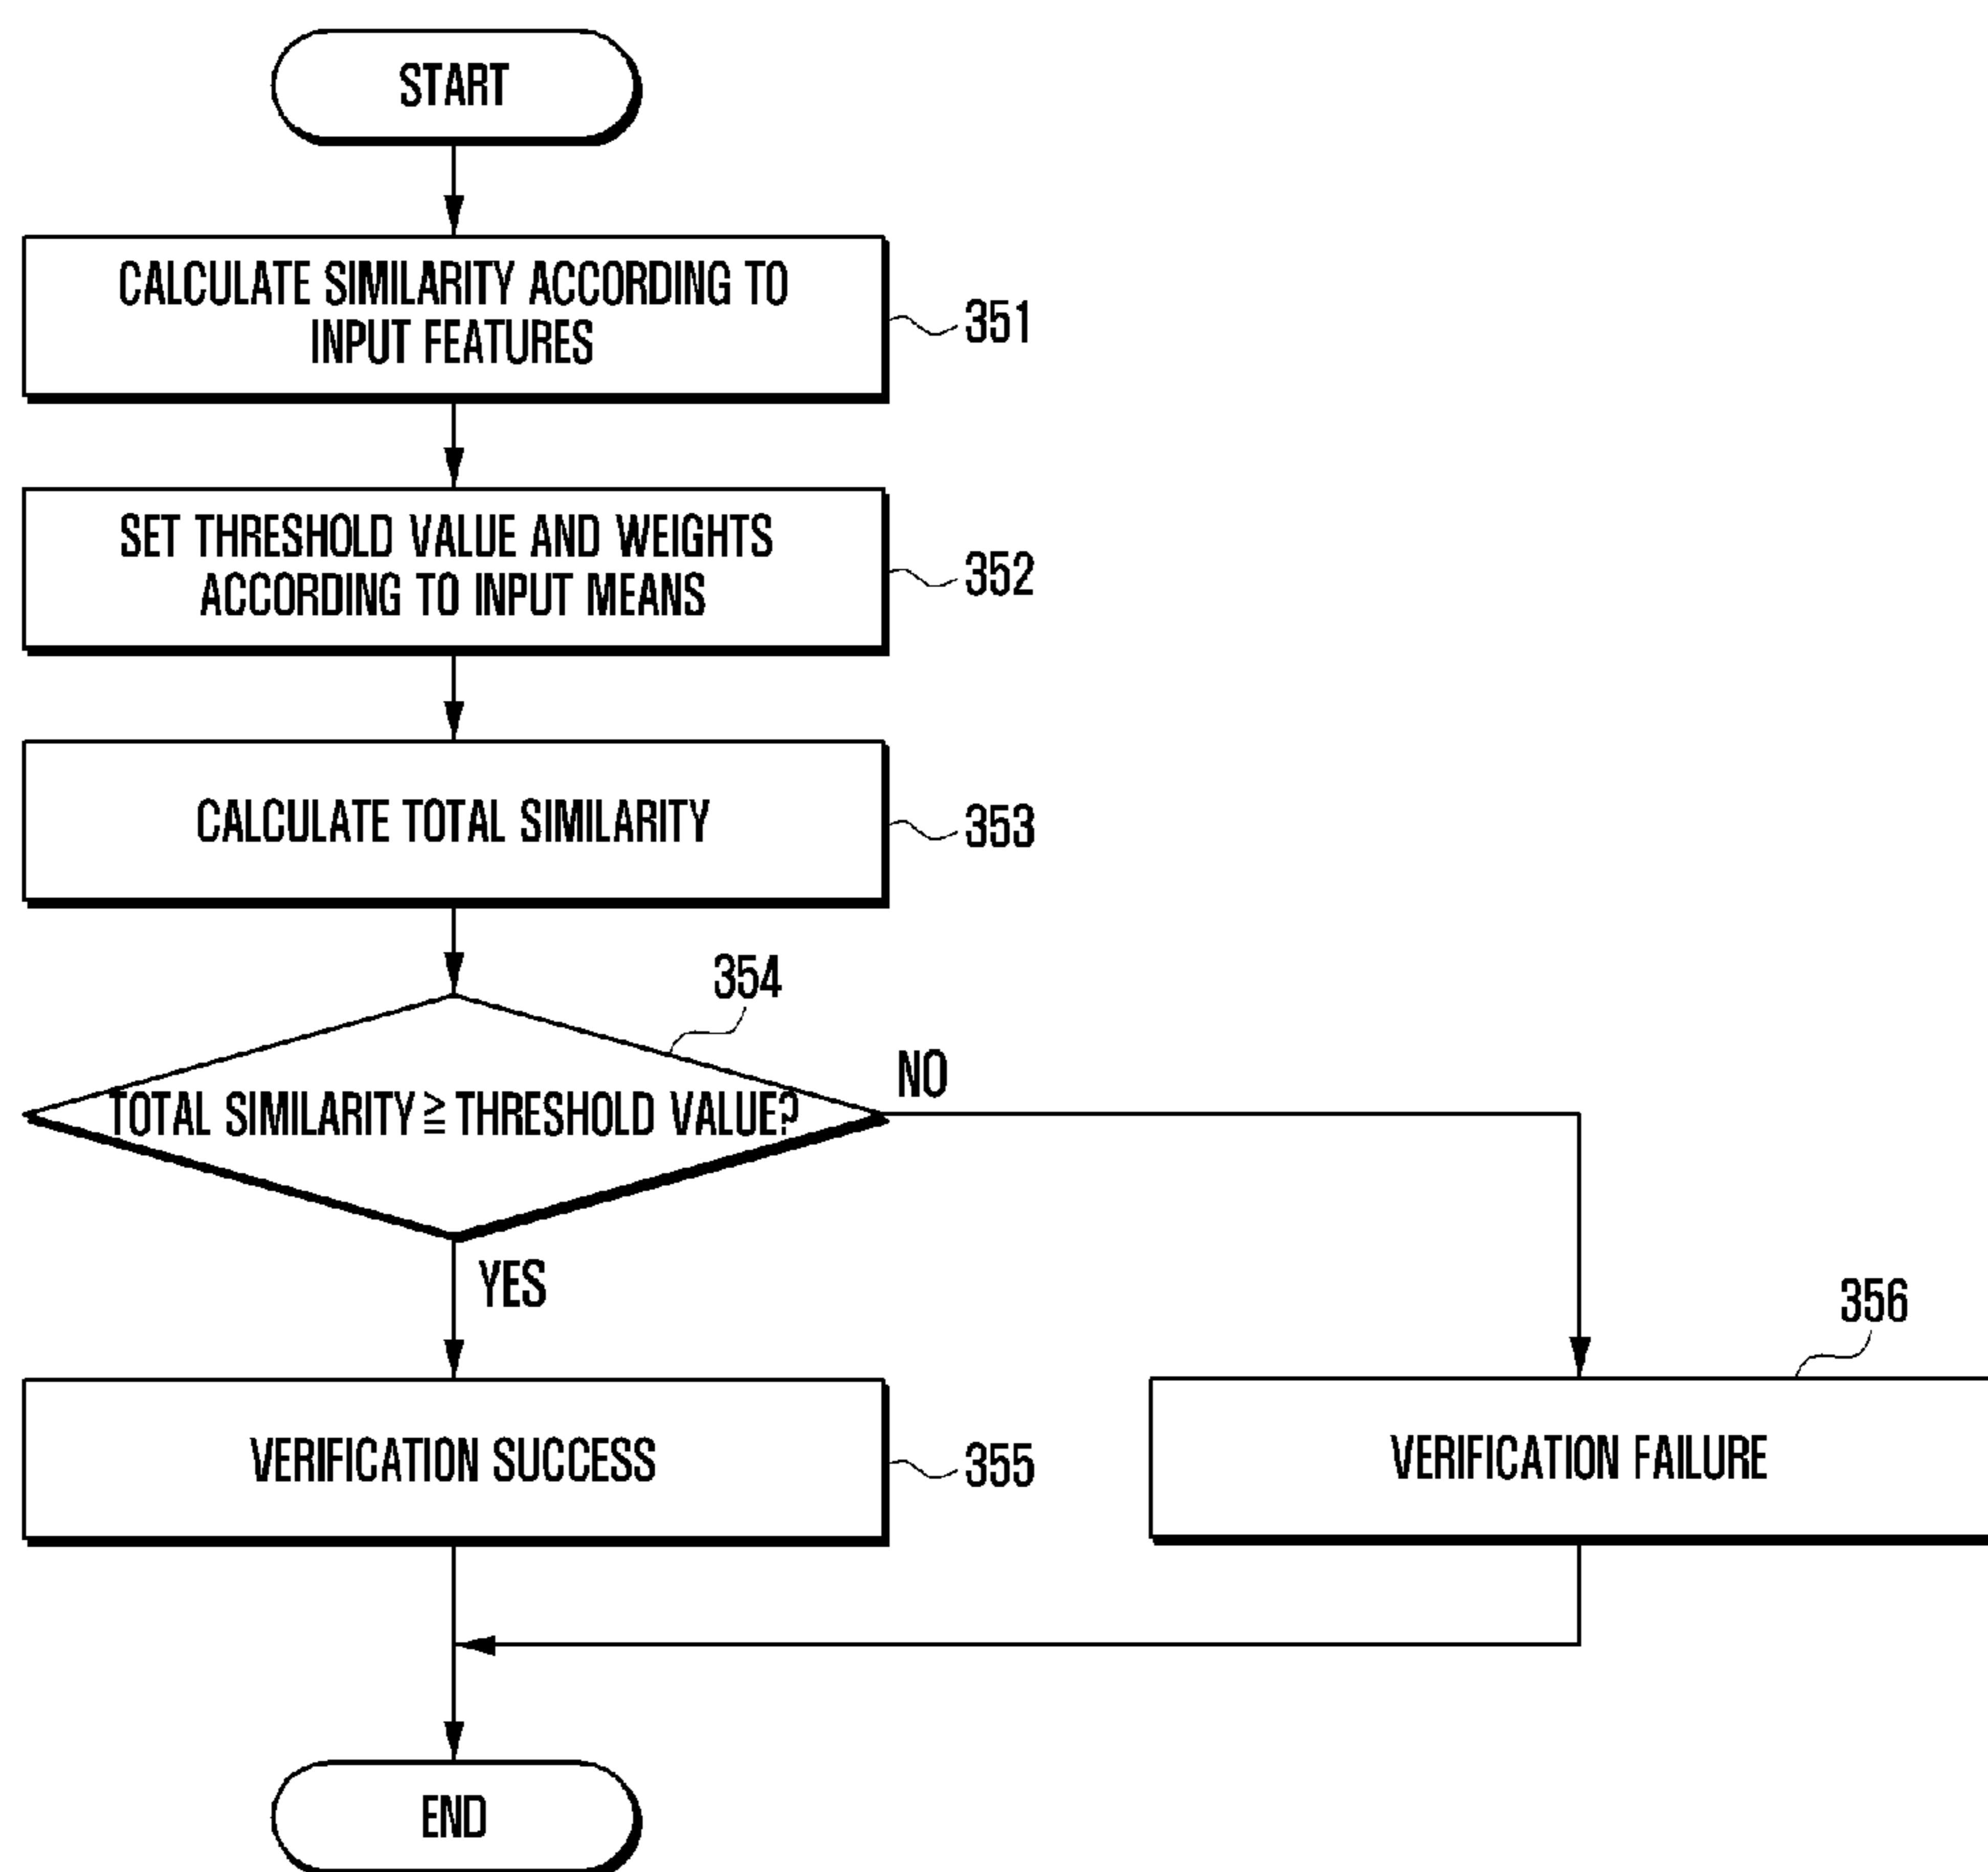 START
CALCULATE SIMILARITY ACCORDING TO
INPUT FEATURES
351
SET THRESHOLD VALUE AND WEIGHTS
ACCORDING TO INPUT MEANS
352
CALCULATE TOTAL SIMILARITY
353
354
TOTAL SIMILARITY ≧ THRESHOLD VALUE?
NO
YES
356
VERIFICATION SUCCESS
355
VERIFICATION FAILURE
END